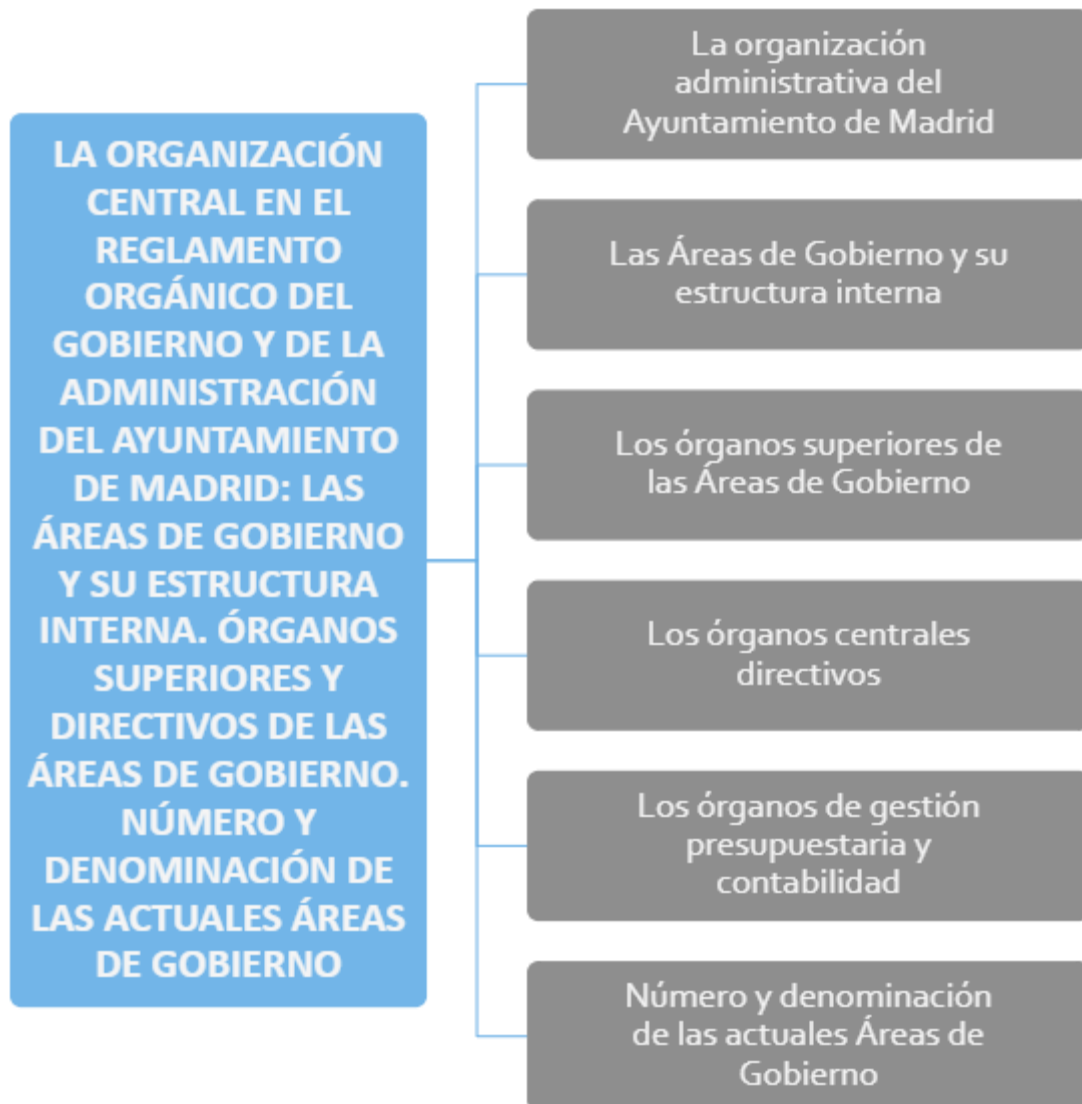 LA ORGANIZACIÓN
CENTRAL EN EL
REGLAMENTO
ORGÁNICO DEL
GOBIERNO Y DE LA
ADMINISTRACIÓN
DEL AYUNTAMIENTO
DE MADRID: LAS
ÁREAS DE GOBIERNO
Y SU ESTRUCTURA
INTERNA. ÓRGANOS
SUPERIORES Y
DIRECTIVOS DE LAS
ÁREAS DE GOBIERNO.
NÚMERO Y
DENOMINACIÓN DE
LAS ACTUALES ÁREAS
DE GOBIERNO
La organización
administrativa del
Ayuntamiento de Madrid
Las Áreas de Gobierno y su
estructura interna
Los órganos superiores de
las Áreas de Gobierno
Los órganos centrales
directivos
Los órganos de gestión
presupuestaria y
contabilidad
Número y denominación
de las actuales Áreas de
Gobierno